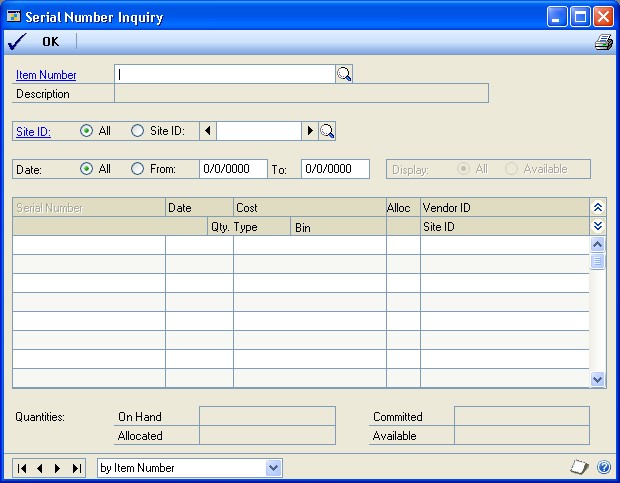 Serial Number Inquiry
OK
Item Number
Description
Site ID: All Site ID:
Date: All From: 0/0/0000 To: 0/0/0000 Display: All Available
Serial Number Date Cost Alloc Vendor ID
Qty. Type Bin Site ID
Quantities: On Hand Committed
Allocated Available
by Item Number